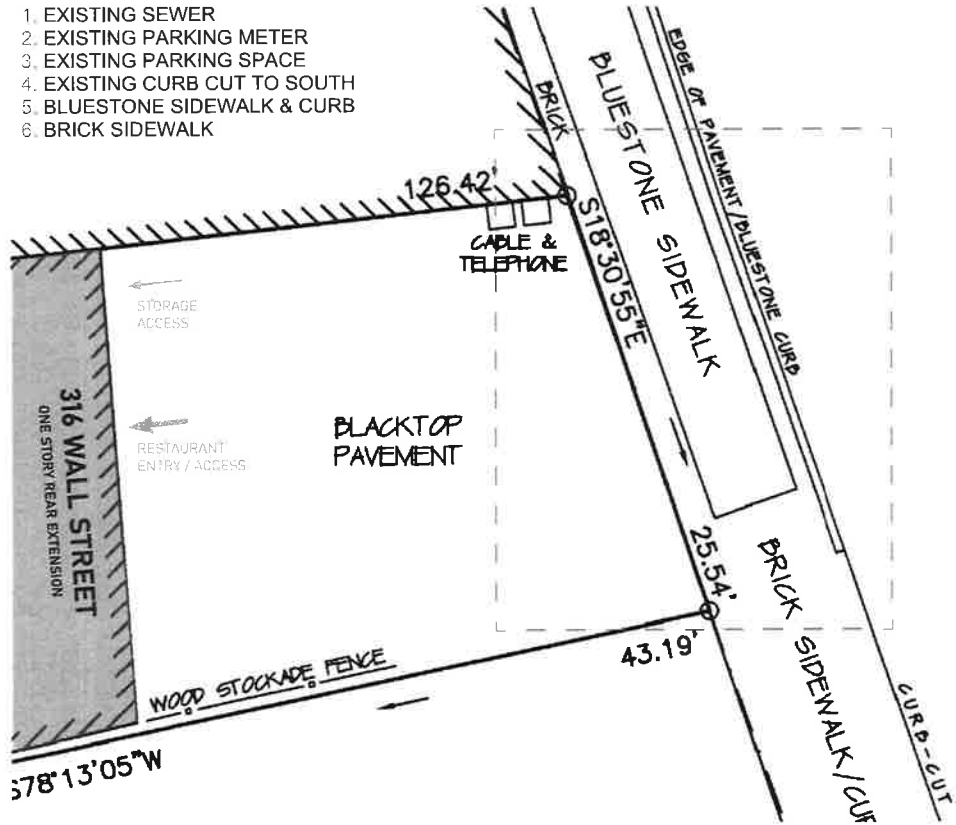 1. EXISTING SEWER
2. EXISTING PARKING METER
3. EXISTING PARKING SPACE
4. EXISTING CURB CUT TO SOUTH
5. BLUESTONE SIDEWALK & CURB
6. BRICK SIDEWALK
BRICK
BLUESTONE SIDEWALK
EDGE OF PAVEMENT/BLUESTONE CURB
126.42'
S18°30'55"E
CABLE &
TELEPHONE
STORAGE
ACCESS
316 WALL STREET
ONE STORY REAR EXTENSION
RESTAURANT
ENTRY / ACCESS
BLACKTOP
PAVEMENT
25.54'
BRICK SIDEWALK/CUR
43.19'
WOOD STOCKADE FENCE
CURB-CUT
S78°13'05"W